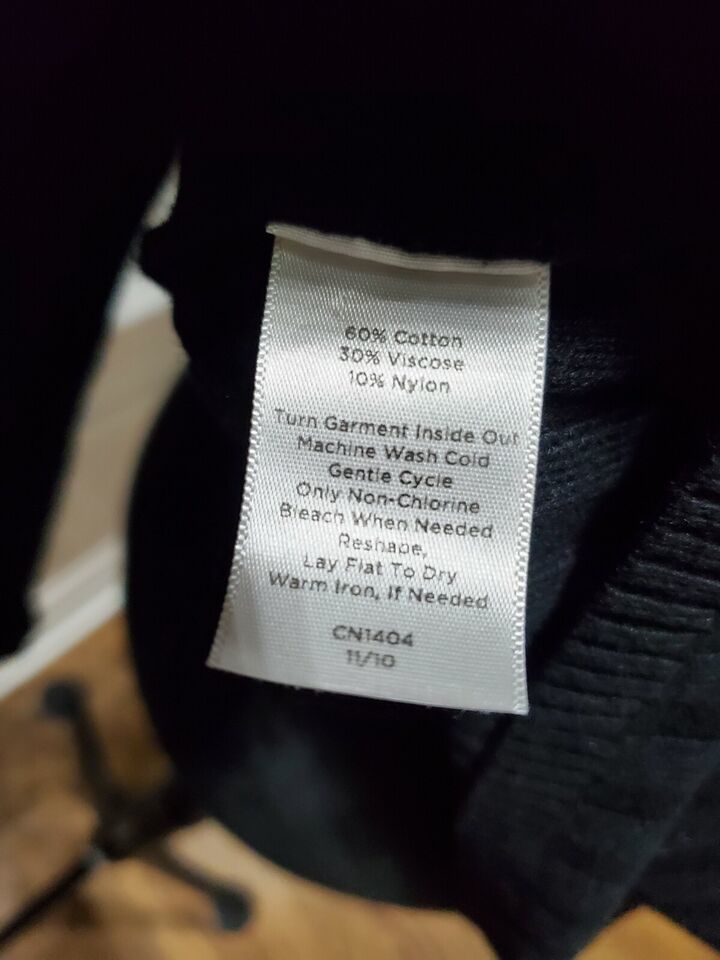 60% Cotton
30% Viscose
10% Nylon
Turn Garment Inside Out
Machine Wash Cold
Gentle Cycle
Only Non-Chlorine
Bleach When Needed
Reshape,
Lay Flat To Dry
Warm Iron, If Needed
CN1404
11/10